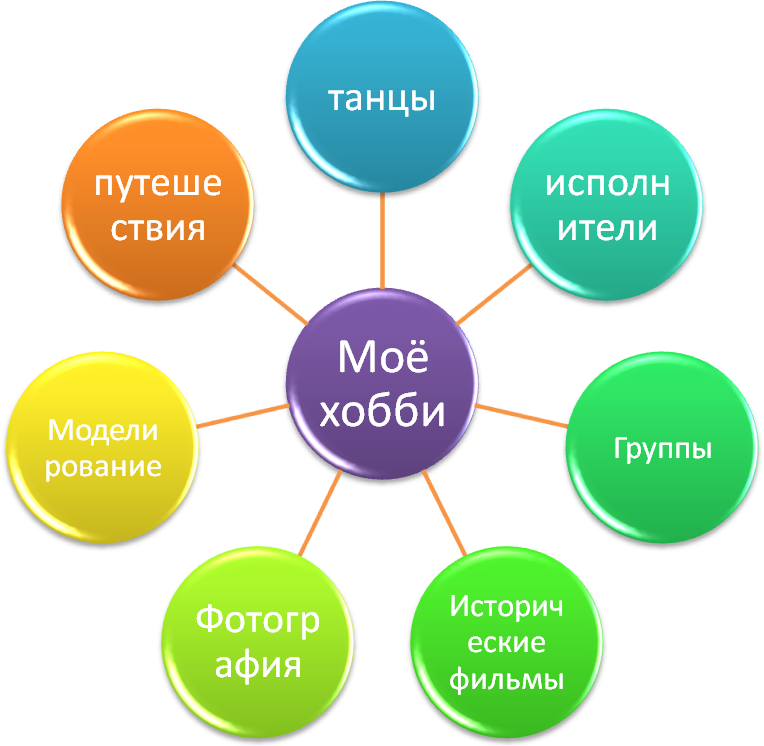 танцы
исполн
ители
Группы
Историч
еские
фильмы
Фотогр
афия
Модели
рование
путеше
ствия
Моё
хобби